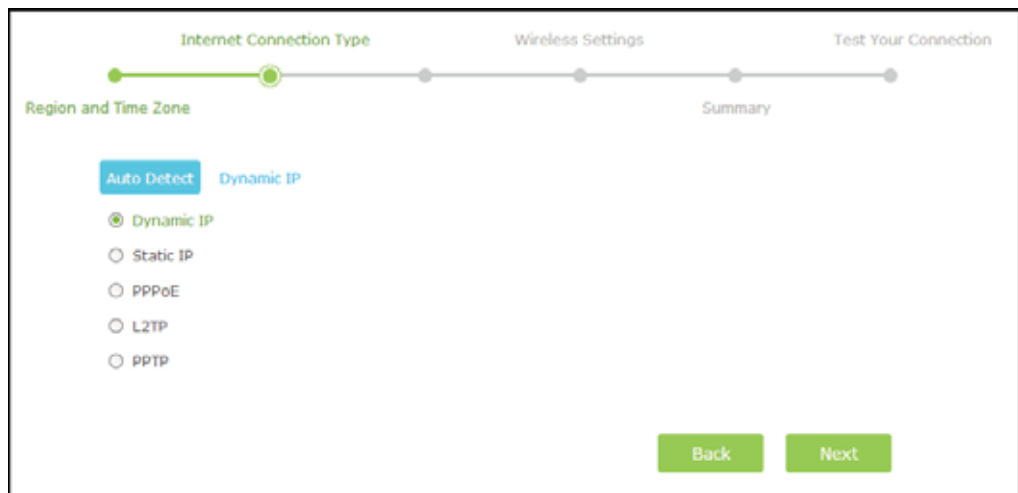 Internet Connection Type Wireless Settings Test Your Connection
Region and Time Zone Summary
Auto Detect Dynamic IP
Dynamic IP
Static IP
PPPoE
L2TP
PPTP
Back Next